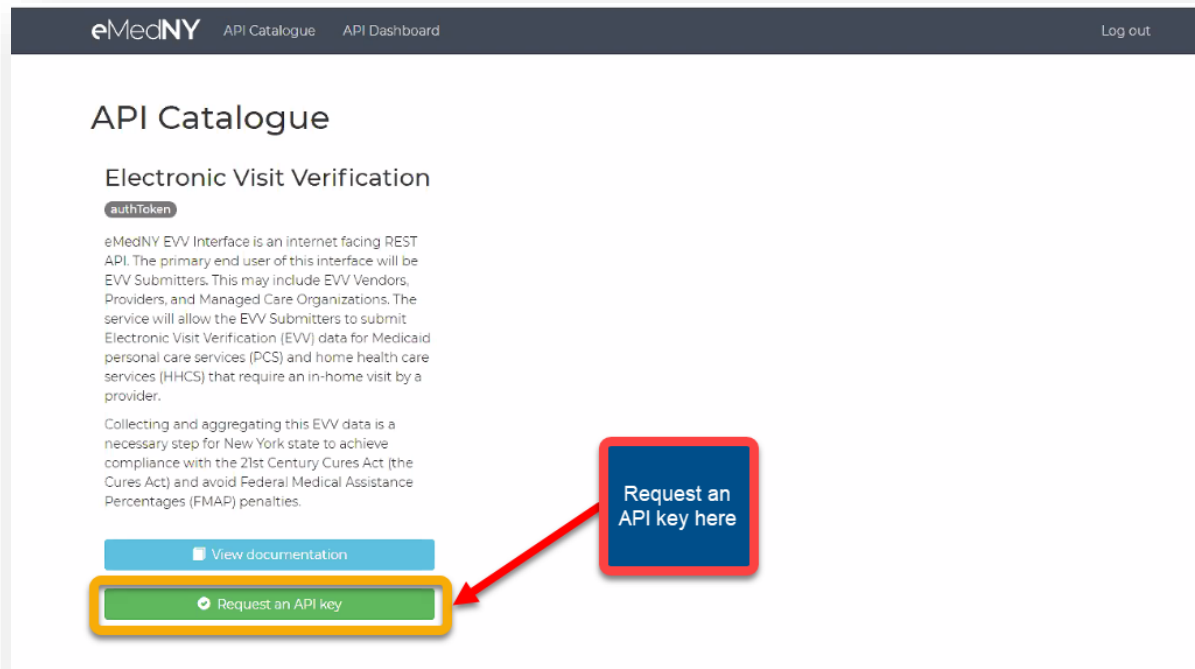 eMedNY API Catalogue API Dashboard Log out
API Catalogue
Electronic Visit Verification
authToken
eMedNY EVV Interface is an internet facing REST
API. The primary end user of this interface will be
EVV Submitters. This may include EVV Vendors,
Providers, and Managed Care Organizations. The
service will allow the EVV Submitters to submit
Electronic Visit Verification (EVV) data for Medicaid
personal care services (PCS) and home health care
services (HHCS) that require an in-home visit by a
provider.
Collecting and aggregating this EVV data is a
necessary step for New York state to achieve
compliance with the 21st Century Cures Act (the
Cures Act) and avoid Federal Medical Assistance
Percentages (FMAP) penalties.
View documentation
Request an API key
Request an
API key here